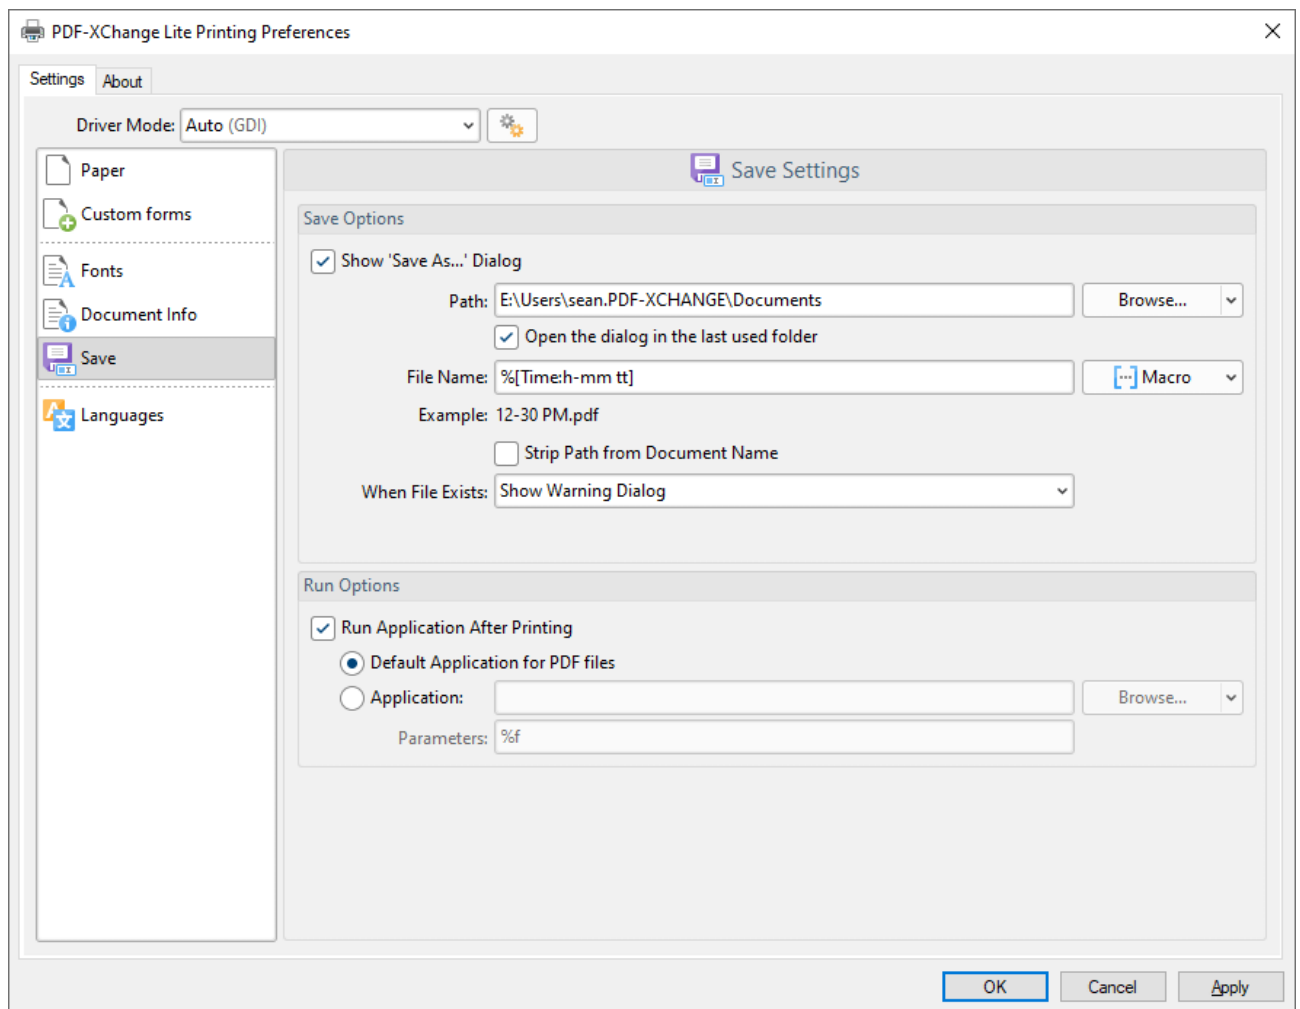 PDF-XChange Lite Printing Preferences
Settings
About
Driver Mode: Auto (GDI)
Paper
Custom forms
Fonts
Document Info
Save
Languages
Save Settings
Save Options
Show 'Save As...' Dialog
Path: E:\Users\sean.PDF-XCHANGE\Documents Browse...
Open the dialog in the last used folder
File Name: %[Time:h-mm tt] Macro
Example: 12-30 PM.pdf
Strip Path from Document Name
When File Exists: Show Warning Dialog
Run Options
Run Application After Printing
Default Application for PDF files
Application: Browse...
Parameters: %f
OK Cancel Apply